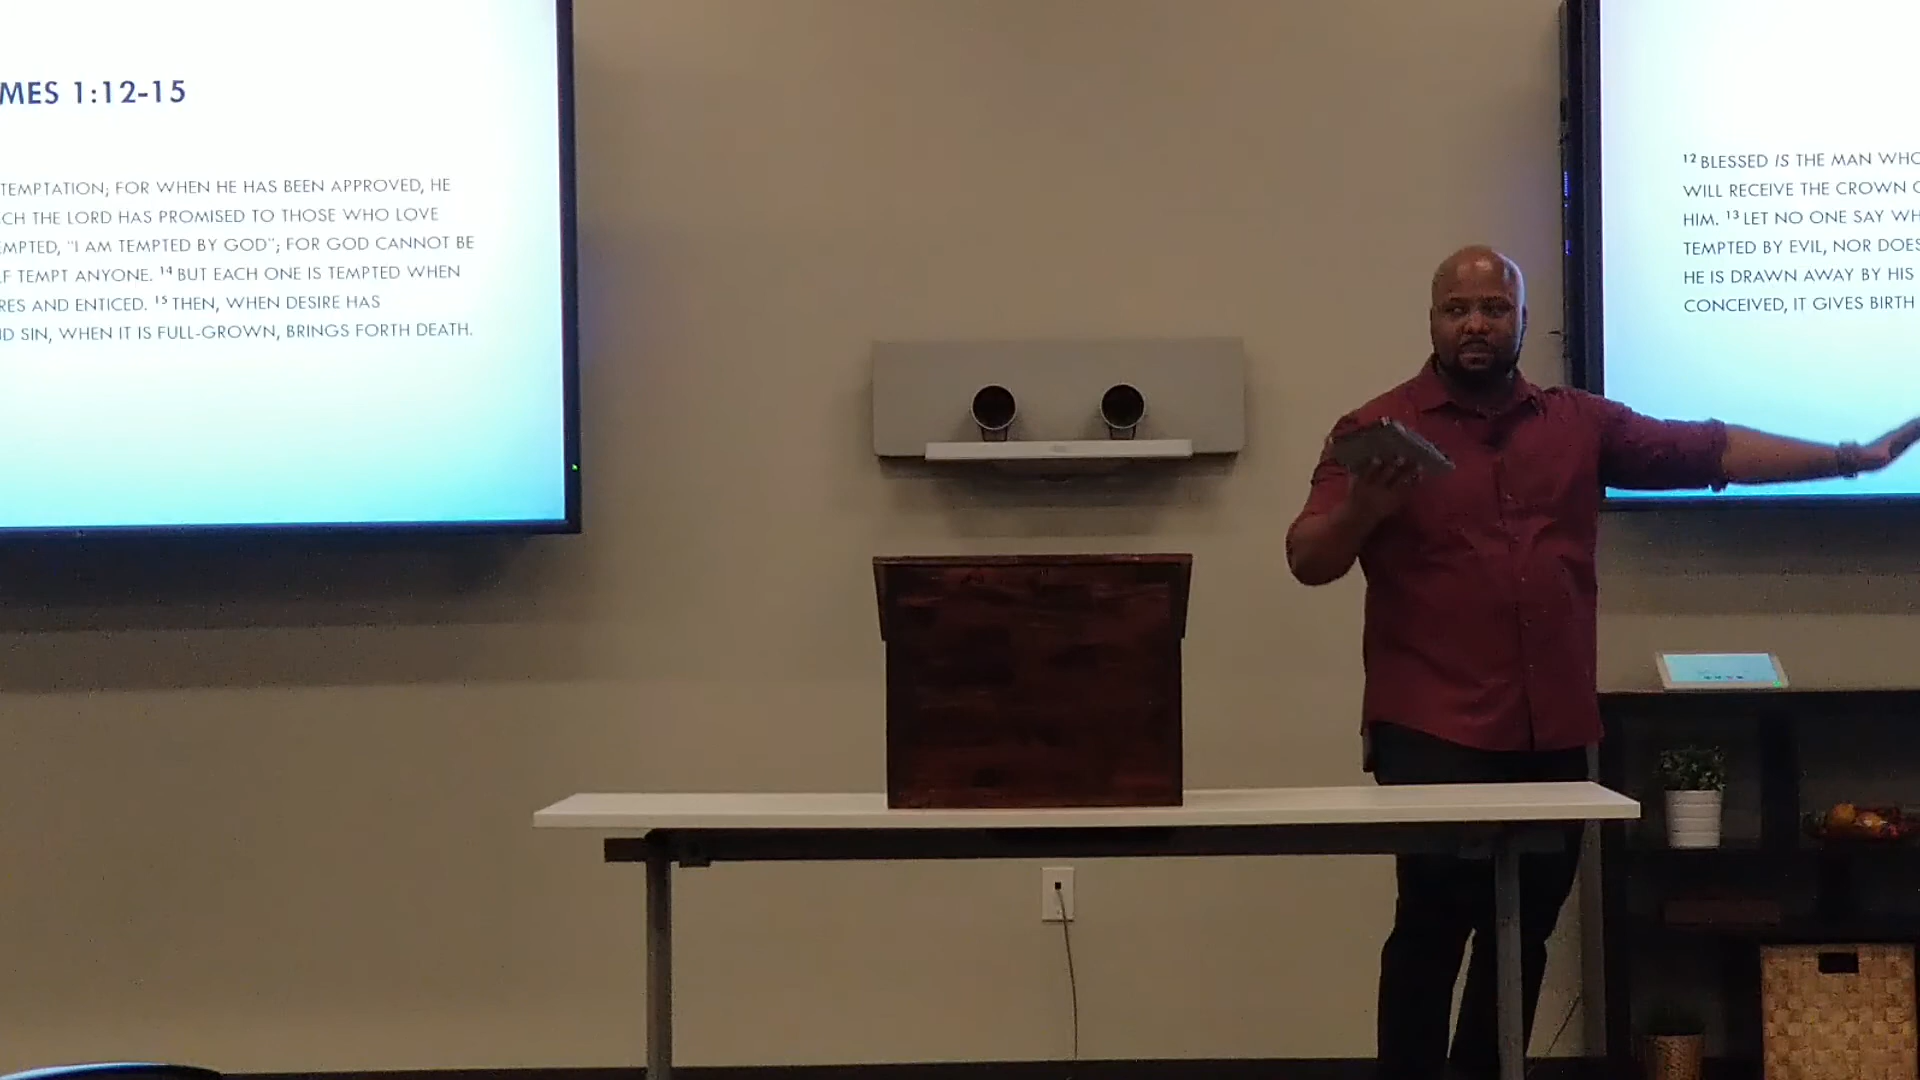 MES 1:12-15
TEMPTATION; FOR WHEN HE HAS BEEN APPROVED, HE
CH THE LORD HAS PROMISED TO THOSE WHO LOVE
EMPTED, "I AM TEMPTED BY GOD"; FOR GOD CANNOT BE
LF TEMPT ANYONE. 14 BUT EACH ONE IS TEMPTED WHEN
RES AND ENTICED. 15 THEN, WHEN DESIRE HAS
ND SIN, WHEN IT IS FULL-GROWN, BRINGS FORTH DEATH.
12 BLESSED IS THE MAN WHO
WILL RECEIVE THE CROWN O
HIM. 13 LET NO ONE SAY WH
TEMPTED BY EVIL, NOR DOES
HE IS DRAWN AWAY BY HIS
CONCEIVED, IT GIVES BIRTH